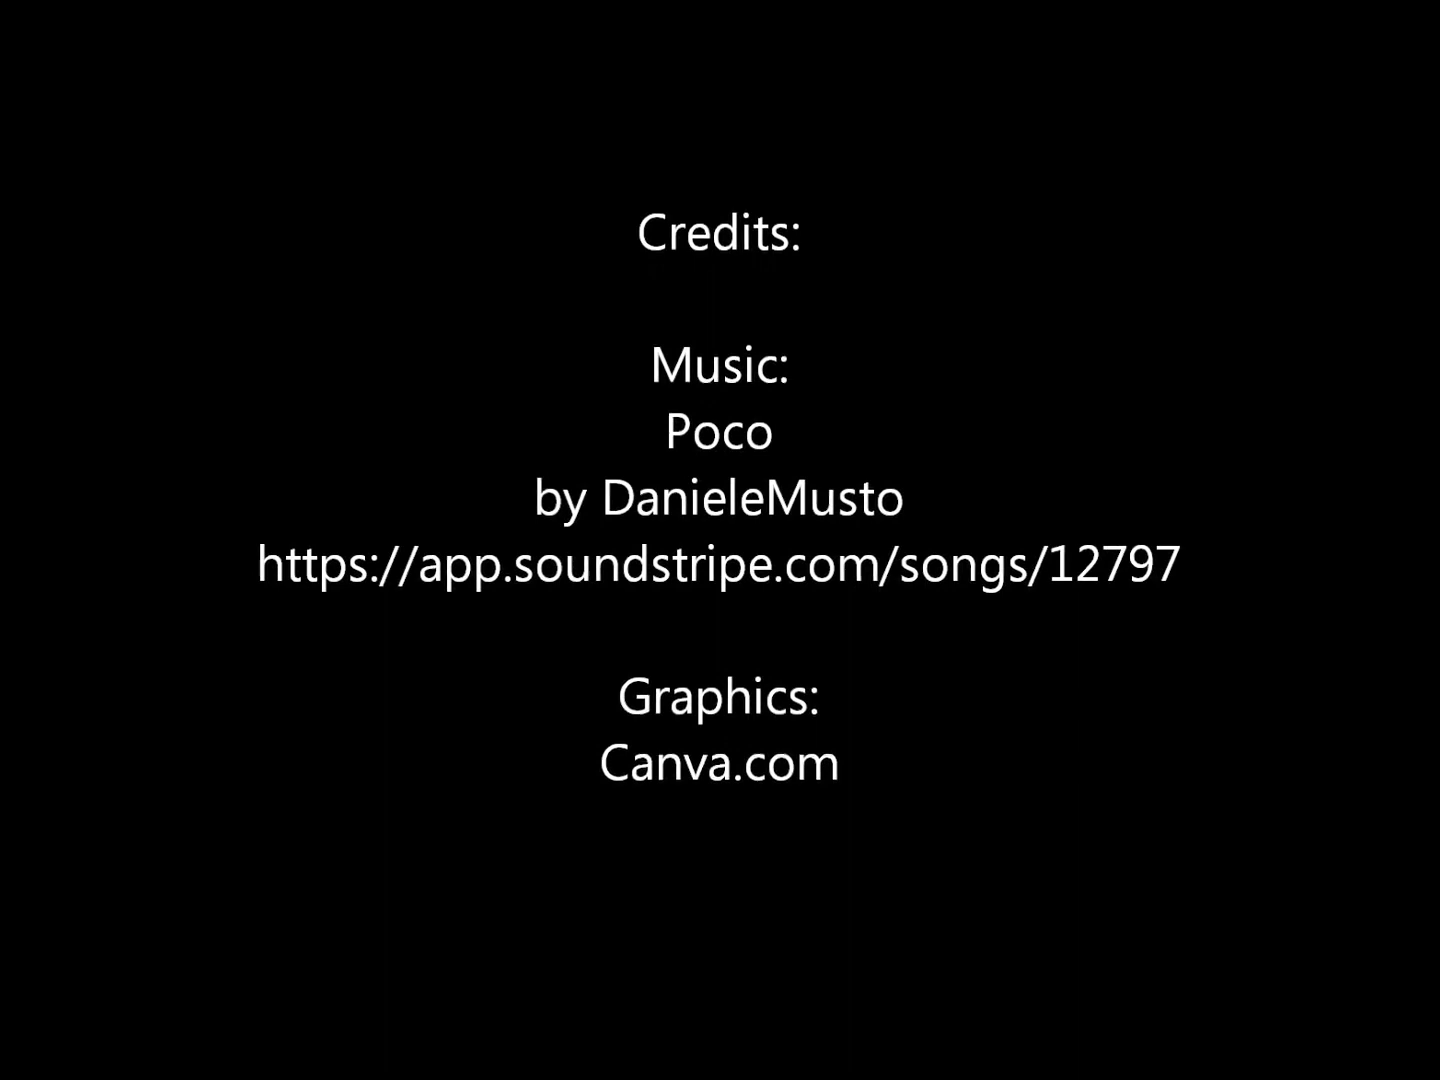 Credits:
Music:
Poco
by DanieleMusto
https://app.soundstripe.com/songs/12797
Graphics:
Canva.com